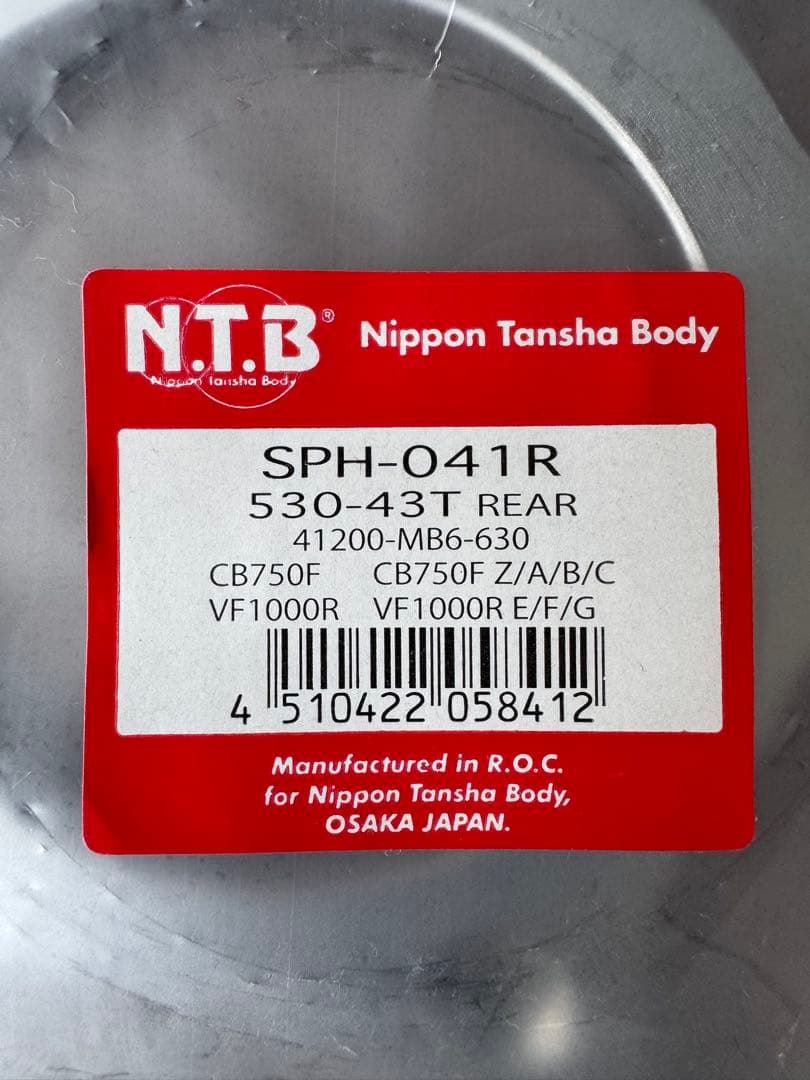 N.T.B®
Nippon Tansha Body
Nippon Tansha Body
SPH-041R
530-43T REAR
41200-MB6-630
CB750F CB750F Z/A/B/C
VF1000R VF1000R E/F/G
4 510422 058412
Manufactured in R.O.C.
for Nippon Tansha Body,
OSAKA JAPAN.